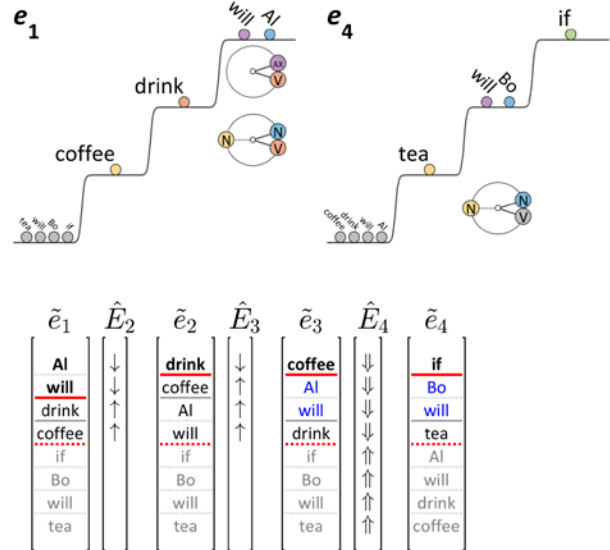 e1
will Al
AX
V
drink
N N
V
coffee
tea will Bo if
e4
if
will Bo
tea
N N
V
coffee drink will Al
ẽ1 Ê2 ẽ2 Ê3 ẽ3 Ê4 ẽ4
Al ↓ drink ↓ coffee ⇓ if
will ↓ coffee ↑ Al ⇓ Bo
drink ↑ Al ↑ will ⇓ will
coffee ↑ will ↑ drink ⇓ tea
if if if ⇑ Al
Bo Bo Bo ⇑ will
will will will ⇑ drink
tea tea tea ⇑ coffee